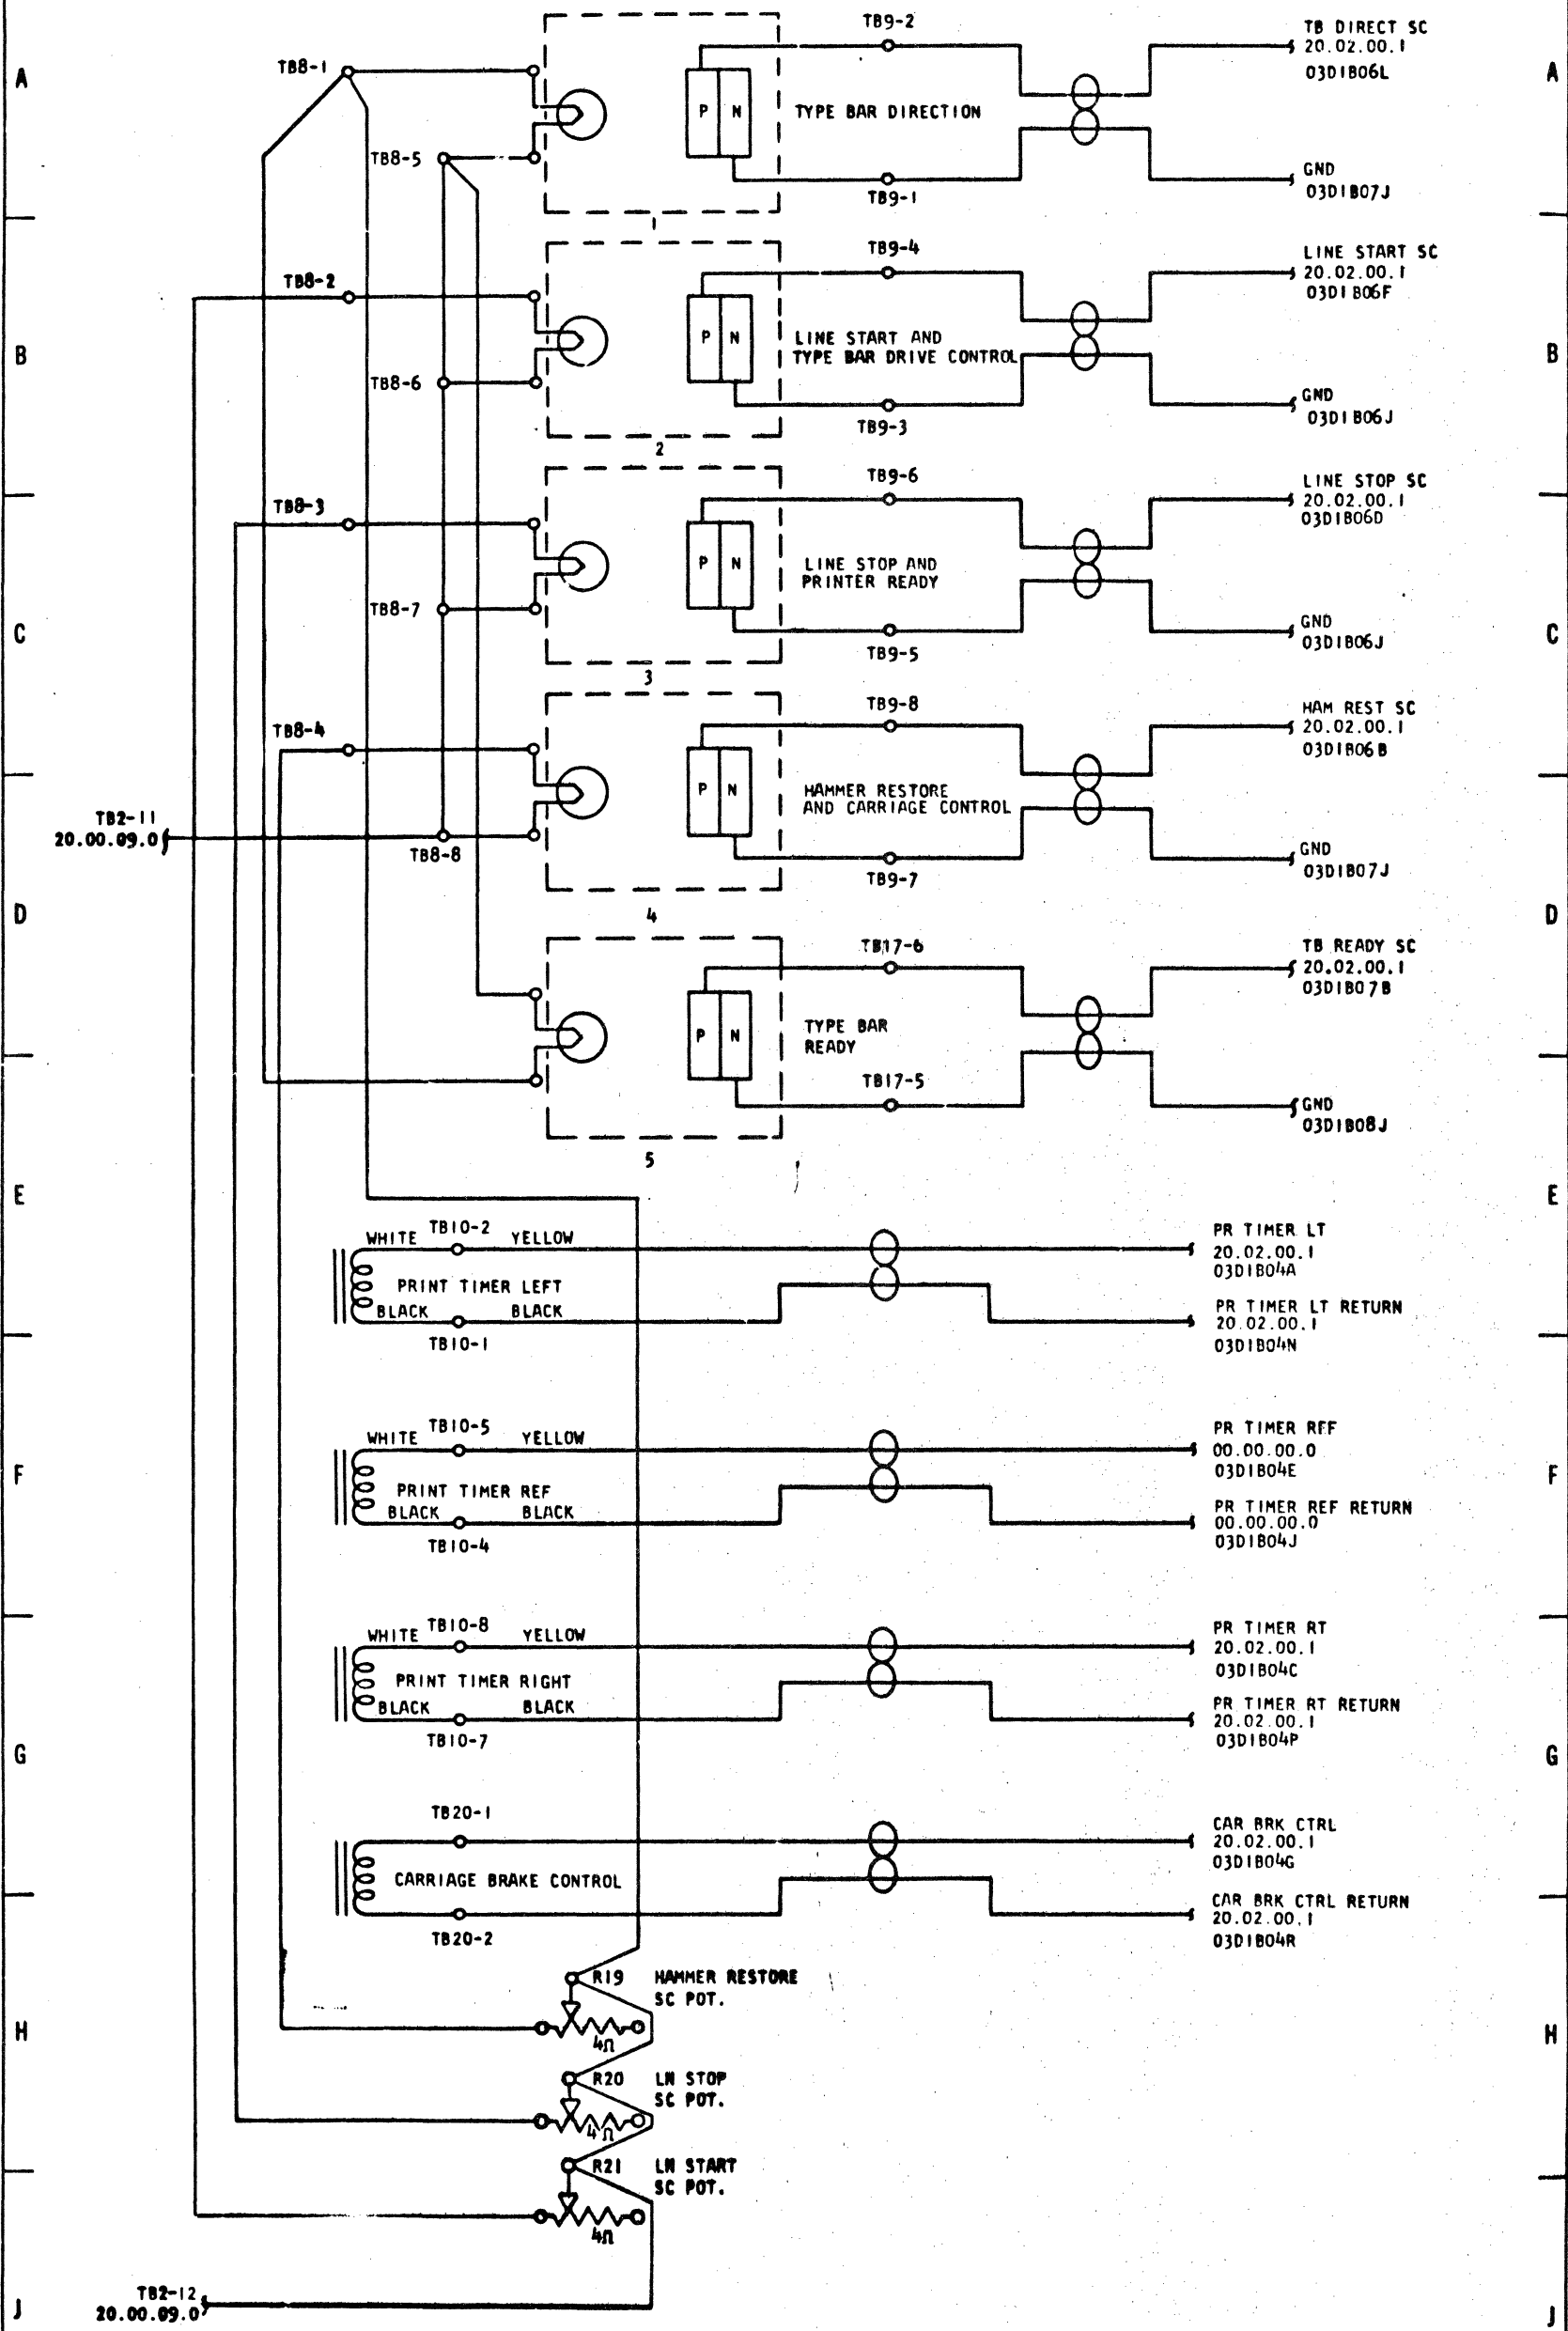 TB9-2
TB DIRECT SC
20.02.00.1
03D1B06L
A
TB8-1
A
P N
TYPE BAR DIRECTION
TB8-5
GND
03D1B07J
TB9-1
1
TB9-4
LINE START SC
20.02.00.1
03D1B06F
TB8-2
B
P N
LINE START AND
TYPE BAR DRIVE CONTROL
B
TB8-6
GND
03D1B06J
TB9-3
2
TB9-6
LINE STOP SC
20.02.00.1
03D1B06D
TB8-3
P N
LINE STOP AND
PRINTER READY
TB8-7
C
GND
03D1B06J
C
TB9-5
3
TB9-8
HAM REST SC
20.02.00.1
03D1B06B
TB8-4
P N
HAMMER RESTORE
AND CARRIAGE CONTROL
TB2-11
20.00.09.0
TB8-8
GND
03D1B07J
TB9-7
D
4
D
TB17-6
TB READY SC
20.02.00.1
03D1B07B
P N
TYPE BAR
READY
TB17-5
GND
03D1B08J
5
E
E
WHITE TB10-2 YELLOW
PR TIMER LT
20.02.00.1
03D1B04A
PRINT TIMER LEFT
BLACK BLACK
PR TIMER LT RETURN
20.02.00.1
03D1B04N
TB10-1
WHITE TB10-5 YELLOW
PR TIMER REF
00.00.00.0
03D1B04E
F
F
PRINT TIMER REF
BLACK BLACK
PR TIMER REF RETURN
00.00.00.0
03D1B04J
TB10-4
WHITE TB10-8 YELLOW
PR TIMER RT
20.02.00.1
03D1B04C
PRINT TIMER RIGHT
BLACK BLACK
PR TIMER RT RETURN
20.02.00.1
03D1B04P
TB10-7
G
G
TB20-1
CAR BRK CTRL
20.02.00.1
03D1B04G
CARRIAGE BRAKE CONTROL
CAR BRK CTRL RETURN
20.02.00.1
03D1B04R
TB20-2
R19 HAMMER RESTORE
SC POT.
H
4Ω
H
R20 LN STOP
SC POT.
4Ω
R21 LN START
SC POT.
4Ω
TB2-12
20.00.09.0
J
J